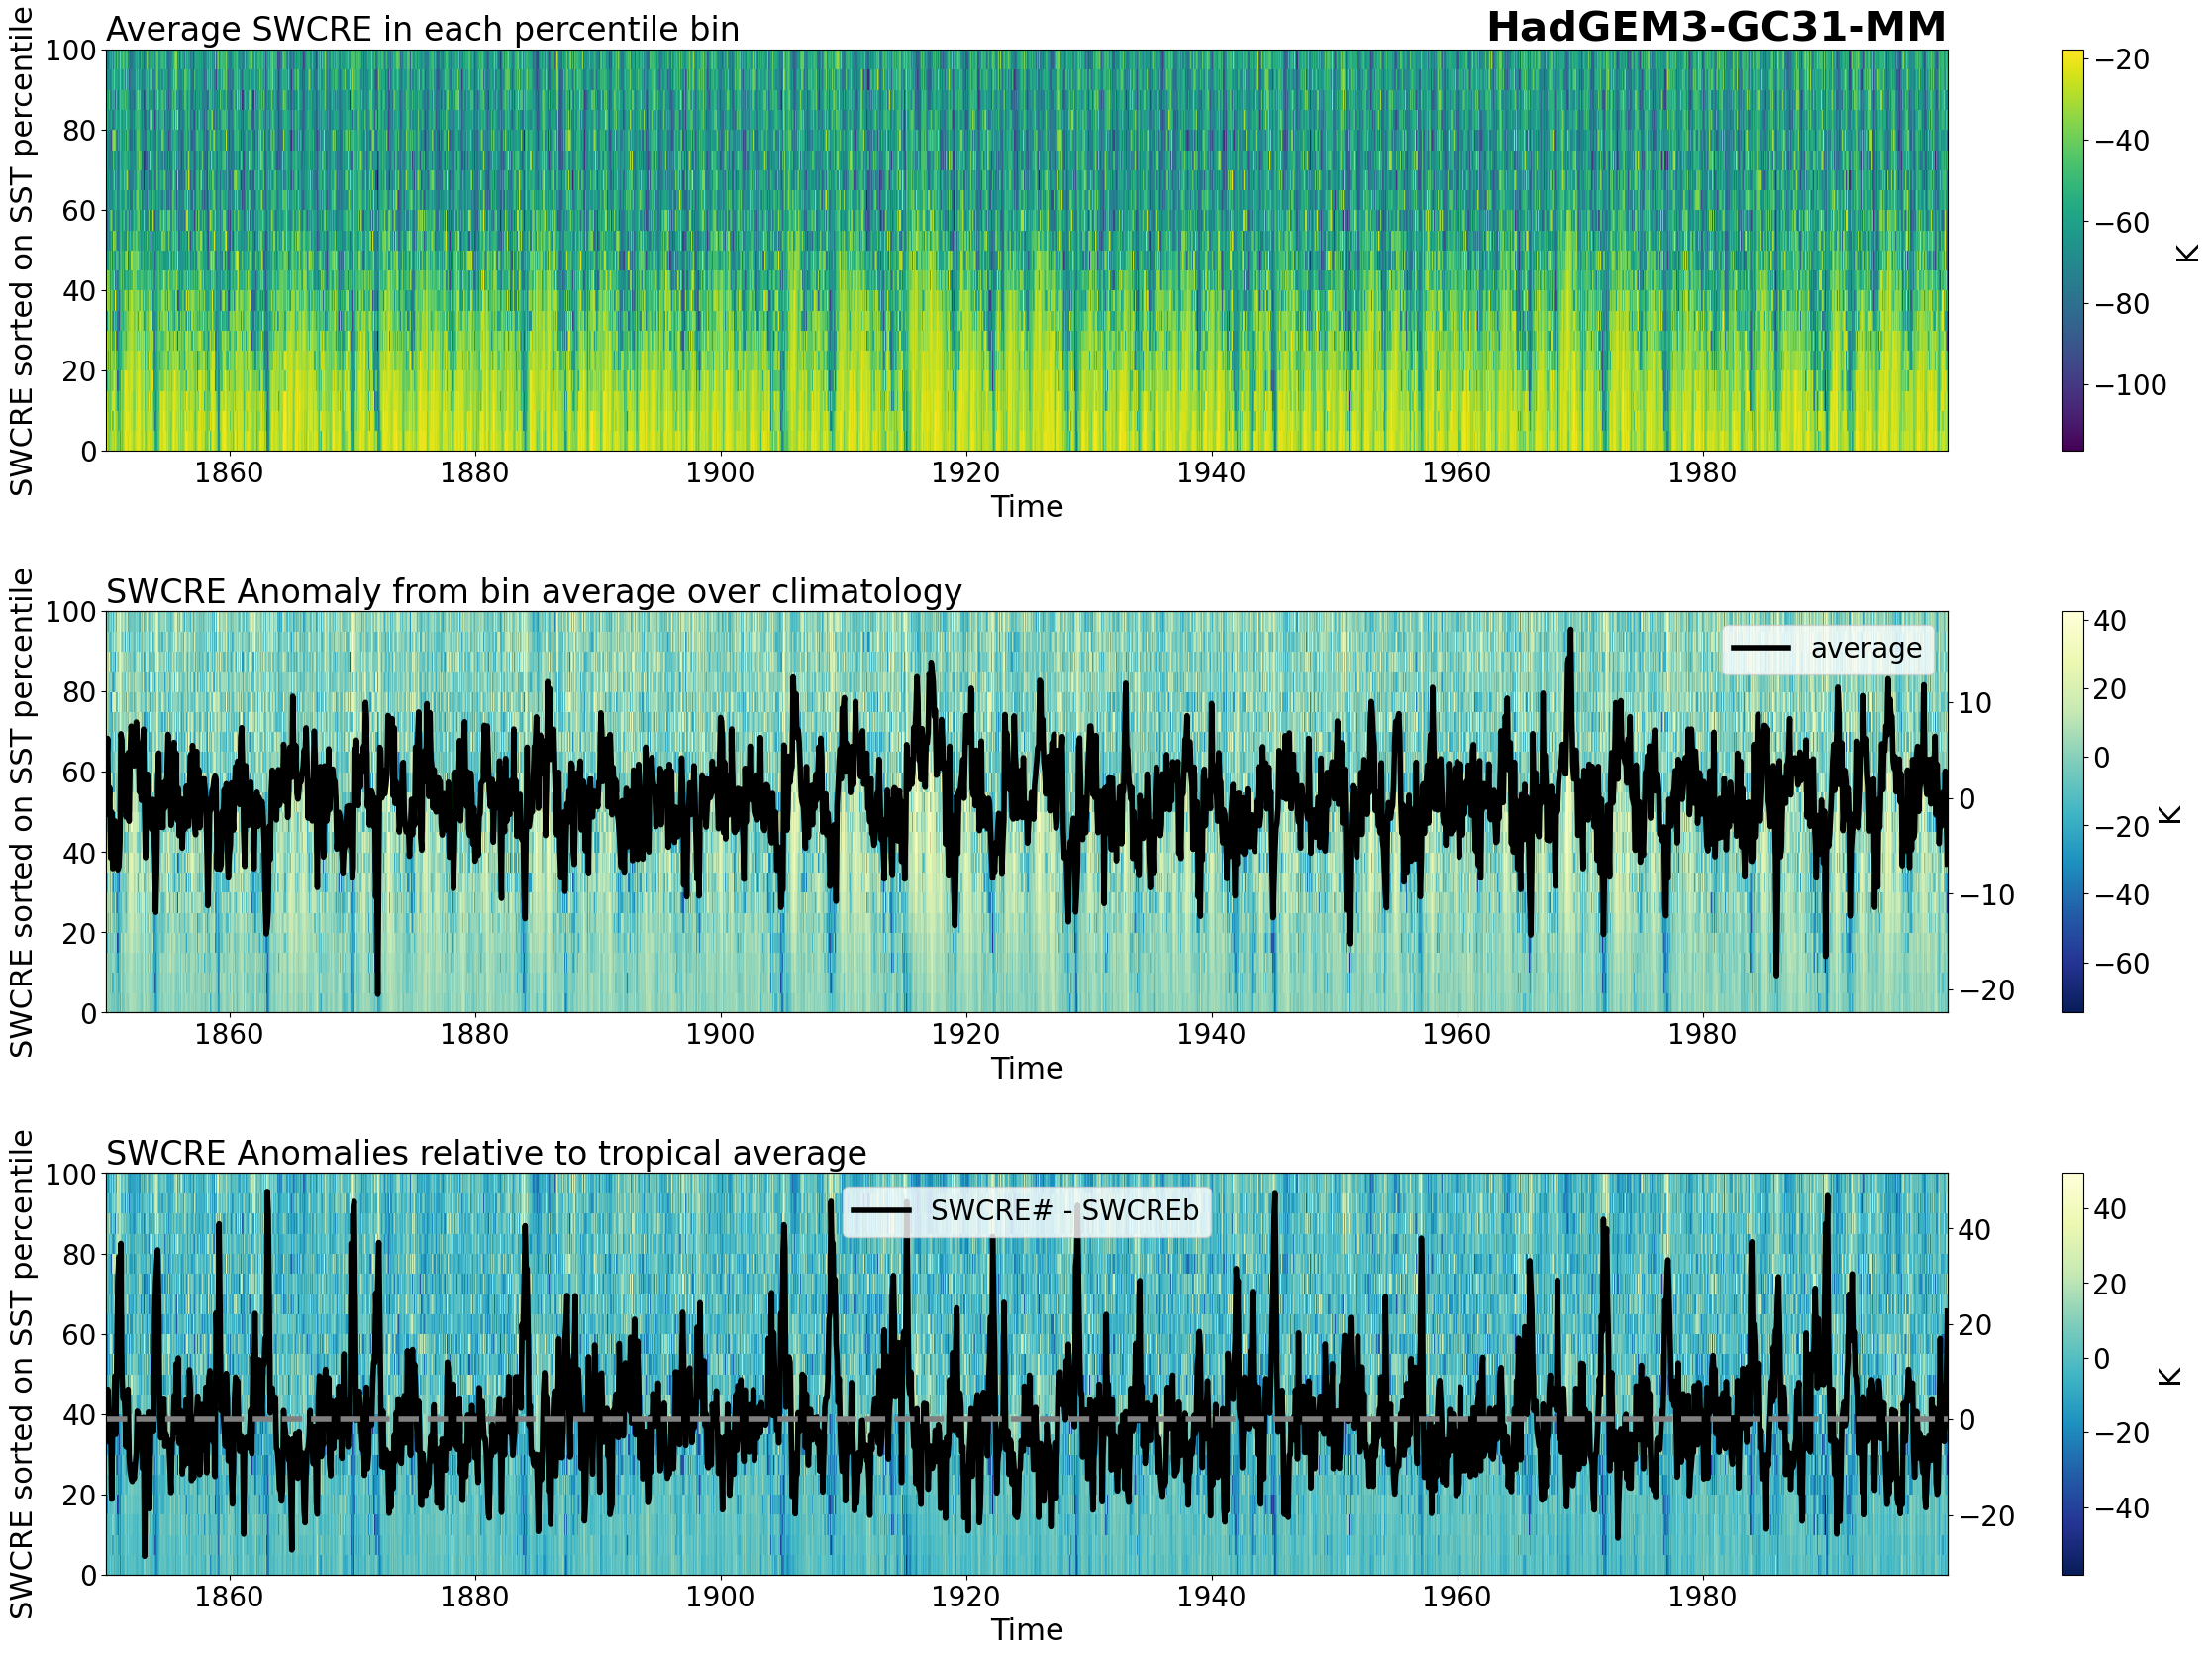 Average SWCRE in each percentile bin
HadGEM3-GC31-MM
SWCRE sorted on SST percentile
100
80
60
40
20
0
1860 1880 1900 1920 1940 1960 1980
Time
−20
−40
−60
−80
−100
K
SWCRE Anomaly from bin average over climatology
SWCRE sorted on SST percentile
100
80
60
40
20
0
average
10
0
−10
−20
1860 1880 1900 1920 1940 1960 1980
Time
40
20
0
−20
−40
−60
K
SWCRE Anomalies relative to tropical average
SWCRE sorted on SST percentile
100
80
60
40
20
0
SWCRE# - SWCREb
40
20
0
−20
1860 1880 1900 1920 1940 1960 1980
Time
40
20
0
−20
−40
K